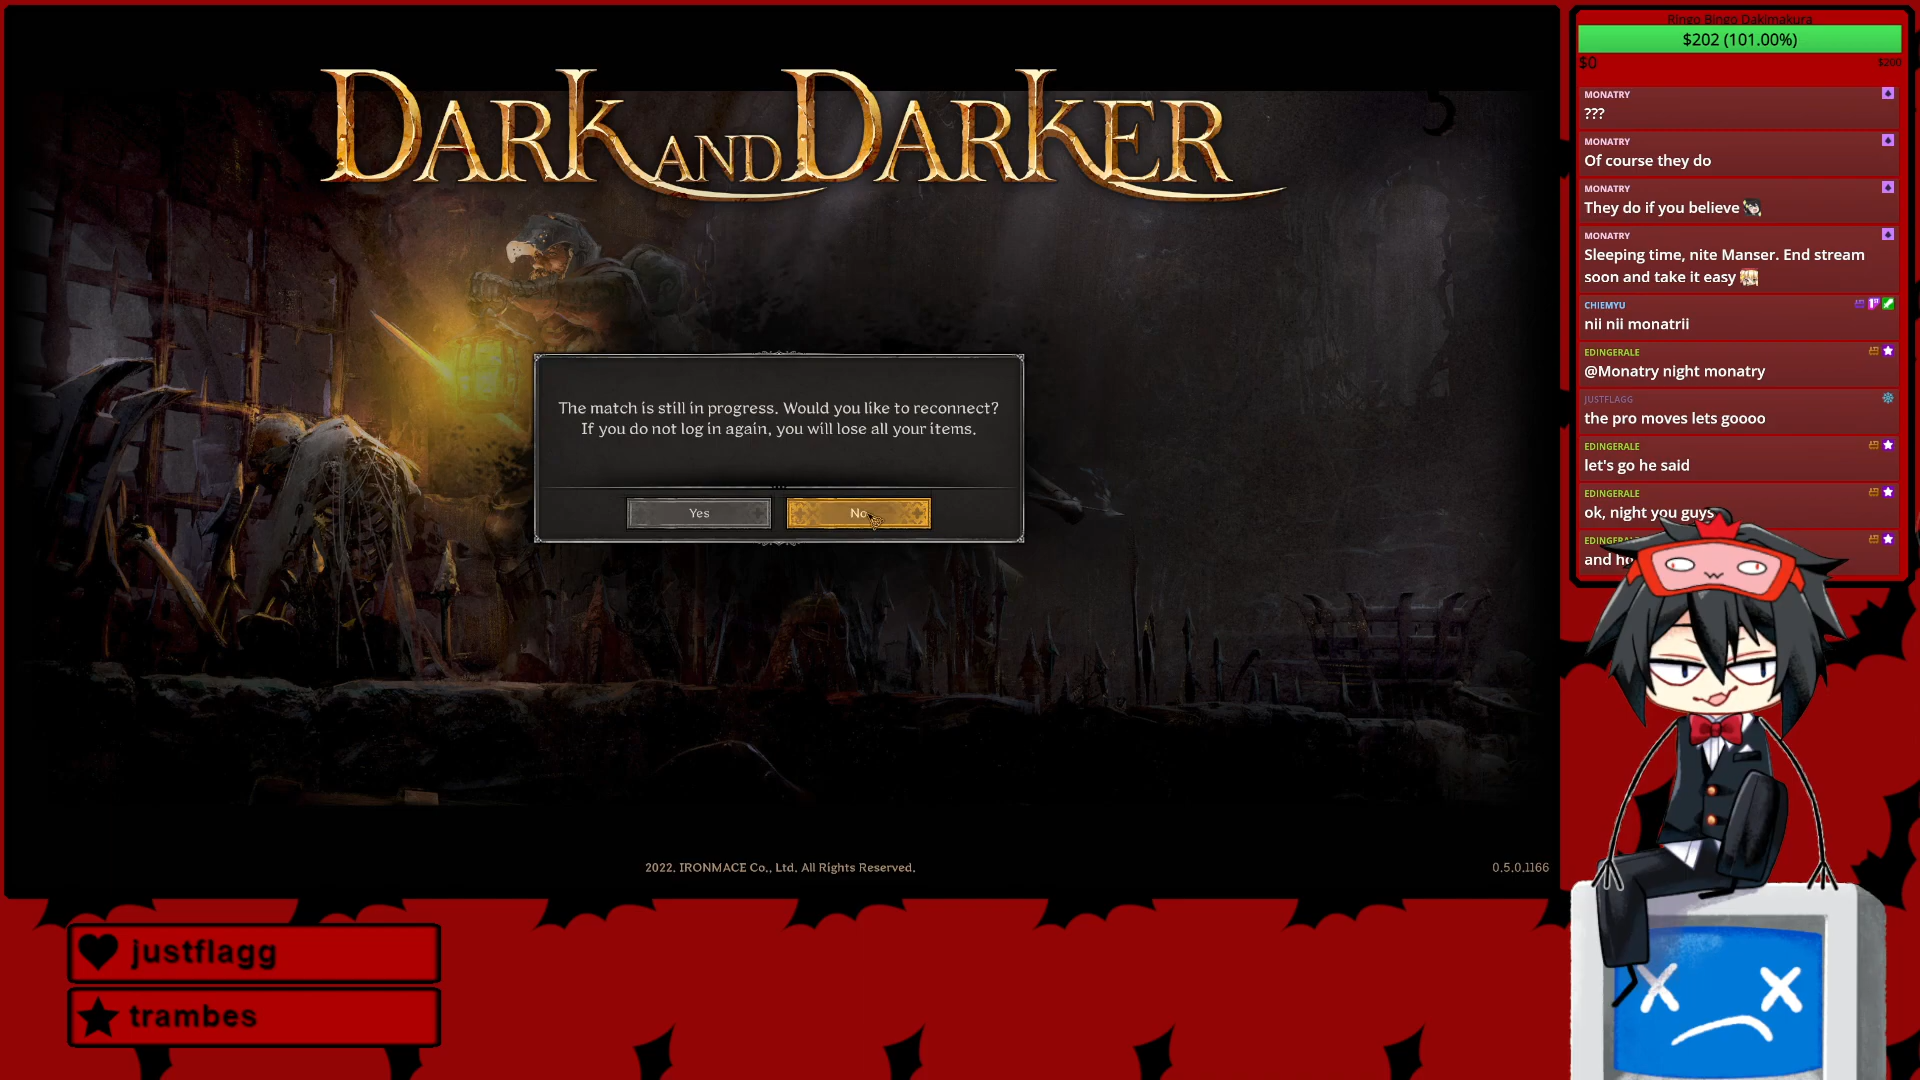 DARK AND DARKER
The match is still in progress. Would you like to reconnect?
If you do not log in again, you will lose all your items.
Yes
No
2022. IRONMACE Co., Ltd. All Rights Reserved.
0.5.0.1166
Ringo Bingo Dakimakura
$202 (101.00%)
$0
$200
MONATRY
???
MONATRY
Of course they do
MONATRY
They do if you believe
MONATRY
Sleeping time, nite Manser. End stream
soon and take it easy
CHIEMYU
nii nii monatrii
EDINGERALE
@Monatry night monatry
JUSTFLAGG
the pro moves lets goooo
EDINGERALE
let's go he said
EDINGERALE
ok, night you guys
and
justflagg
trambes